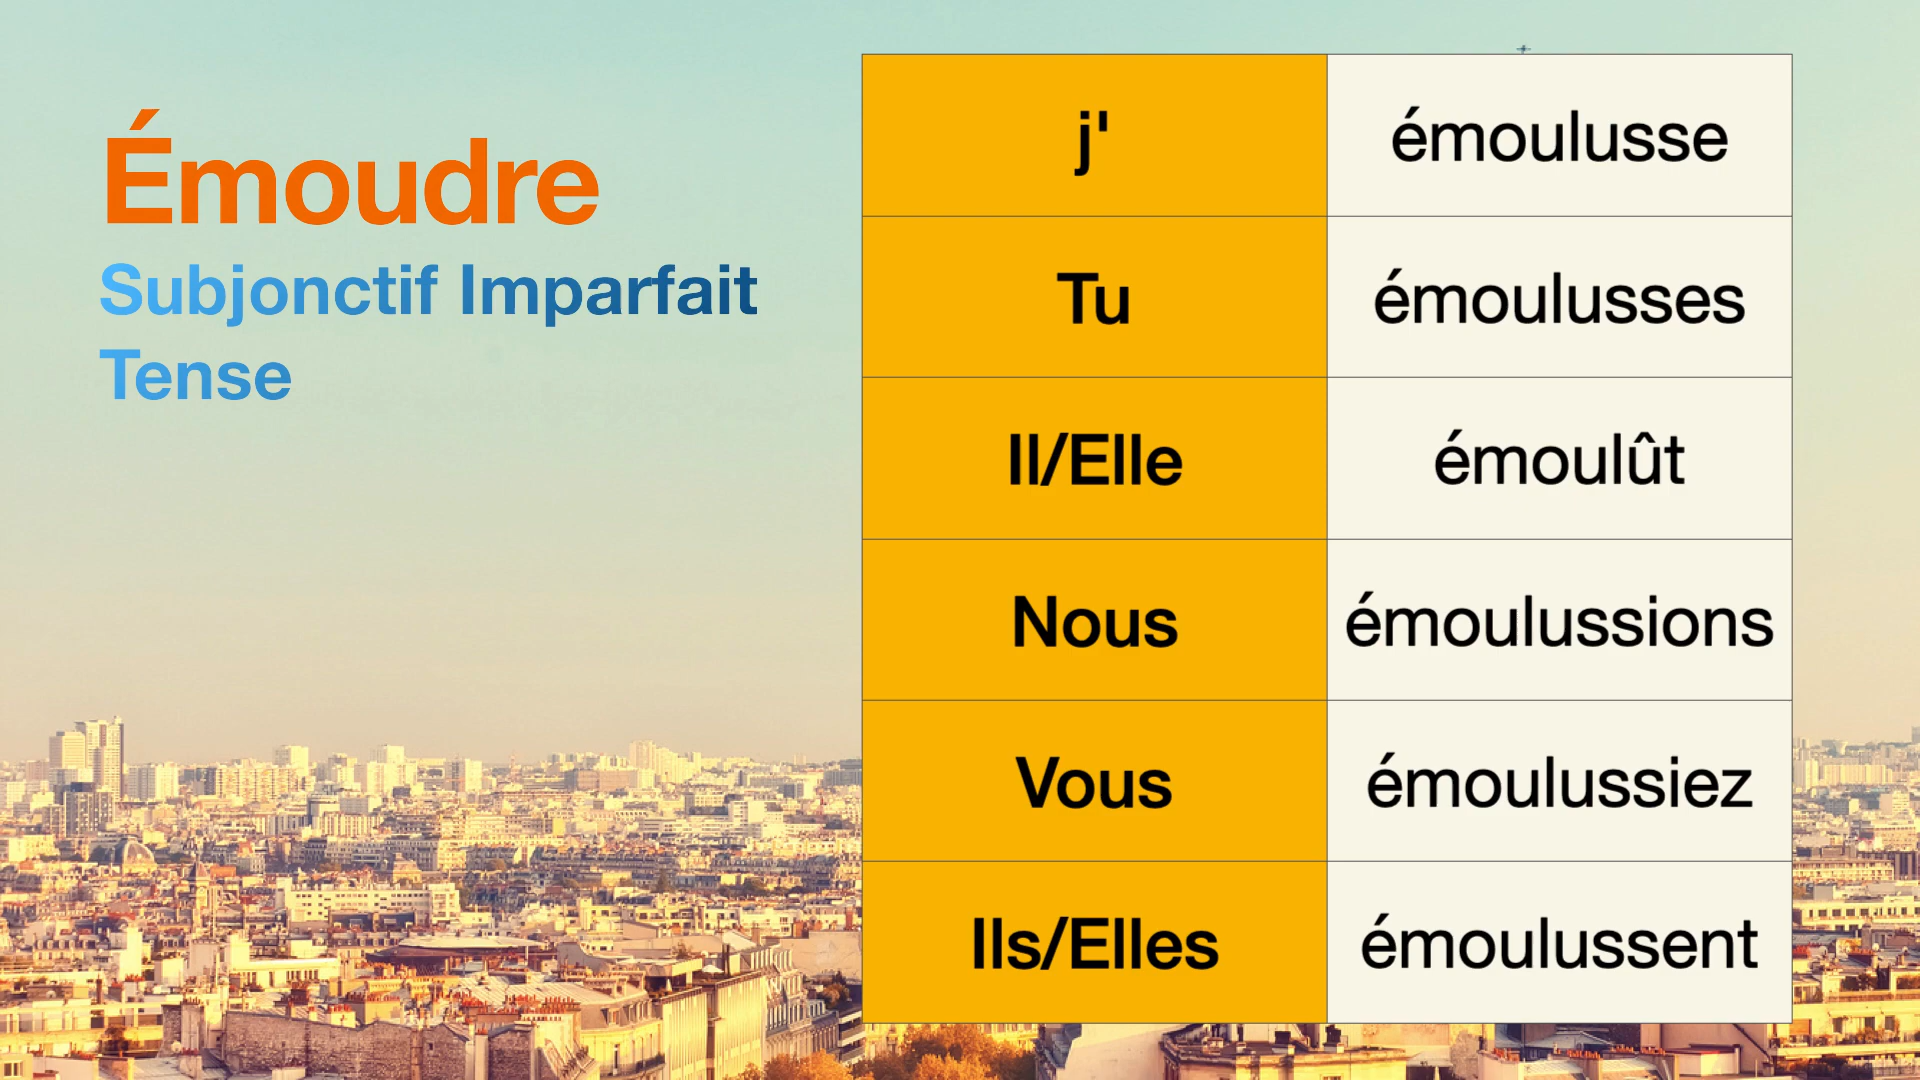 Émoudre
Subjonctif Imparfait
Tense
j' émoulusse
Tu émoulusses
Il/Elle émoulût
Nous émoulussions
Vous émoulussiez
Ils/Elles émoulussent